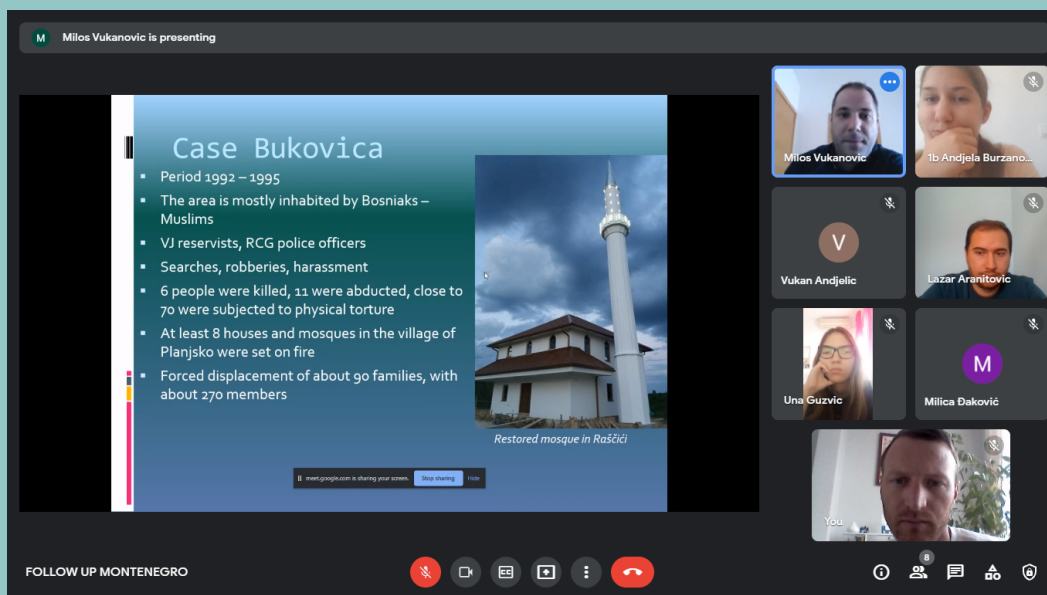 M Milos Vukanovic is presenting
Case Bukovica
▪ Period 1992 – 1995
▪ The area is mostly inhabited by Bosniaks –
Muslims
▪ VJ reservists, RCG police officers
▪ Searches, robberies, harassment
▪ 6 people were killed, 11 were abducted, close to
70 were subjected to physical torture
▪ At least 8 houses and mosques in the village of
Planjsko were set on fire
▪ Forced displacement of about 90 families, with
about 270 members
Restored mosque in Raščići
meet.google.com is sharing your screen. Stop sharing Hide
Milos Vukanovic
1b Andjela Burzano...
V
Vukan Andjelic
Lazar Aranitovic
Una Guzvic
M
Milica Đaković
You
FOLLOW UP MONTENEGRO
CC
8